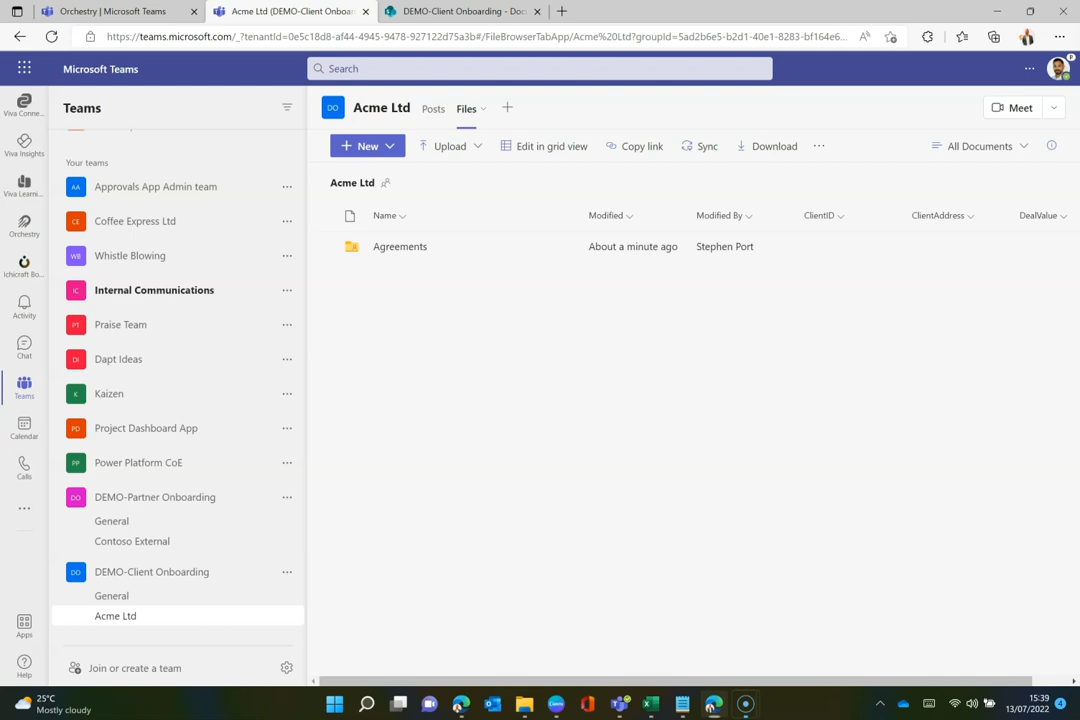 Orchestry | Microsoft Teams
Acme Ltd (DEMO-Client Onboar
DEMO-Client Onboarding - Doc
https://teams.microsoft.com/_?tenantId=0e5c18d8-af44-4945-9478-927122d75a3b#/FileBrowserTabApp/Acme%20Ltd?groupId=5ad2b6e5-b2d1-40e1-8283-bf164e6...
Microsoft Teams
Search
Viva Conne...
Viva Insights
Viva Learni...
Orchestry
Ichicraft Bo...
Activity
Chat
Teams
Calendar
Calls
Apps
Help
Teams
Your teams
AA Approvals App Admin team
CE Coffee Express Ltd
WB Whistle Blowing
IC Internal Communications
PT Praise Team
DI Dapt Ideas
K Kaizen
PD Project Dashboard App
PP Power Platform CoE
DO DEMO-Partner Onboarding
General
Contoso External
DO DEMO-Client Onboarding
General
Acme Ltd
Join or create a team
DO Acme Ltd Posts Files
Meet
New Upload Edit in grid view Copy link Sync Download
All Documents
Acme Ltd
Name Modified Modified By ClientID ClientAddress DealValue
Agreements About a minute ago Stephen Port
25°C
Mostly cloudy
15:39
13/07/2022
4